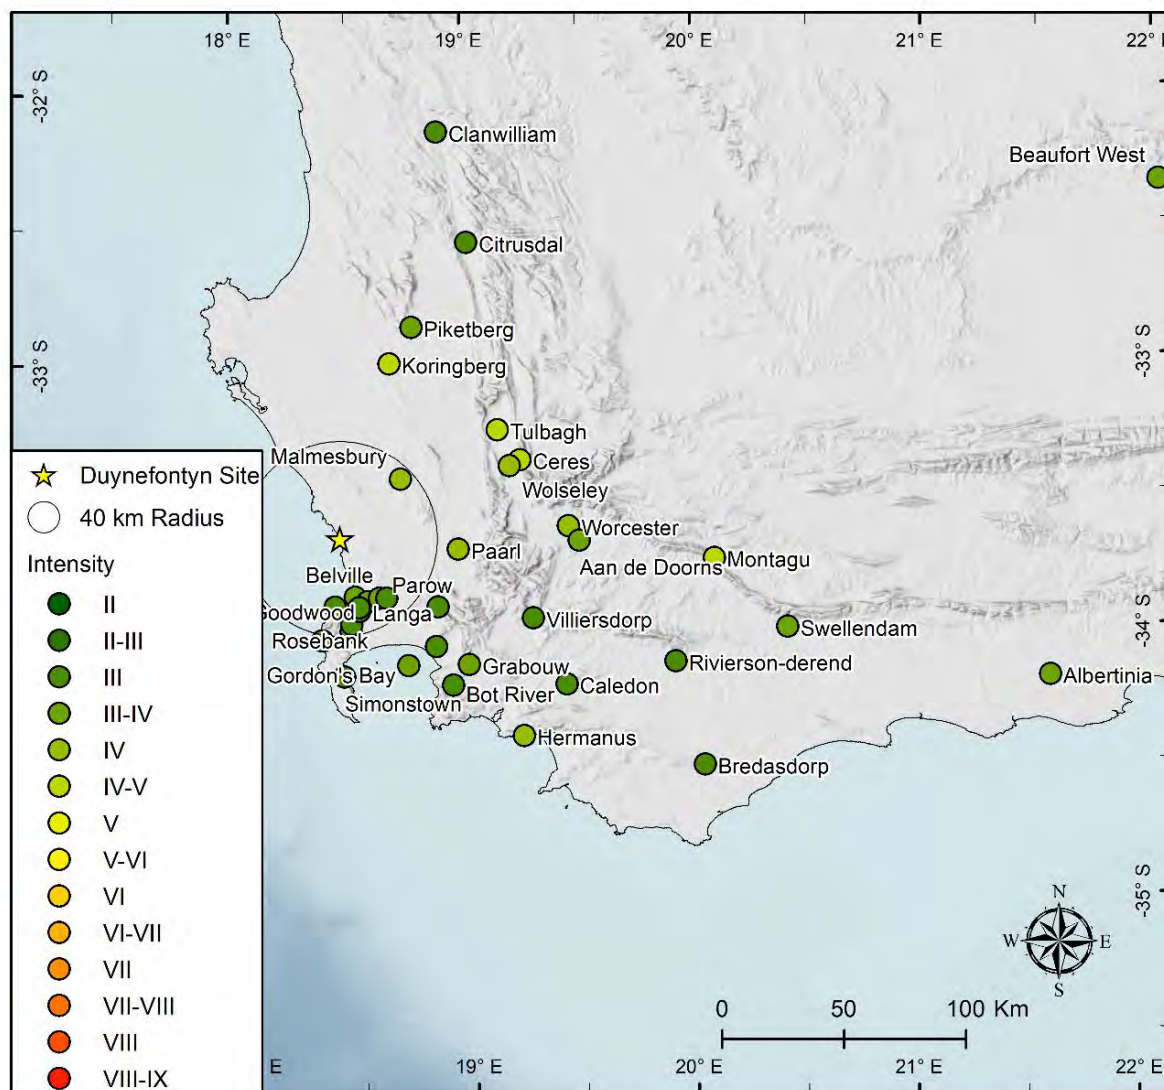 18° E
19° E
20° E
21° E
22° E
-32° S
Clanwilliam
Beaufort West
Citrusdal
Piketberg
-33° S
-33° S
Koringberg
Tulbagh
Malmesbury
Ceres
Wolseley
Worcester
Paarl
Aan de Doorns
Montagu
Belville
Parow
Goodwood
Langa
Villiersdorp
-34° S
Swellendam
Rosebank
Rivierson-derend
Grabouw
Gordon's Bay
Albertinia
Simonstown
Bot River
Caledon
Hermanus
Bredasdorp
-35° S
Duynefontyn Site
40 km Radius
Intensity
II
II-III
III
III-IV
IV
IV-V
V
V-VI
VI
VI-VII
VII
VII-VIII
VIII
VIII-IX
N
W
E
S
0 50 100 Km
E
19° E
20° E
21° E
22° E